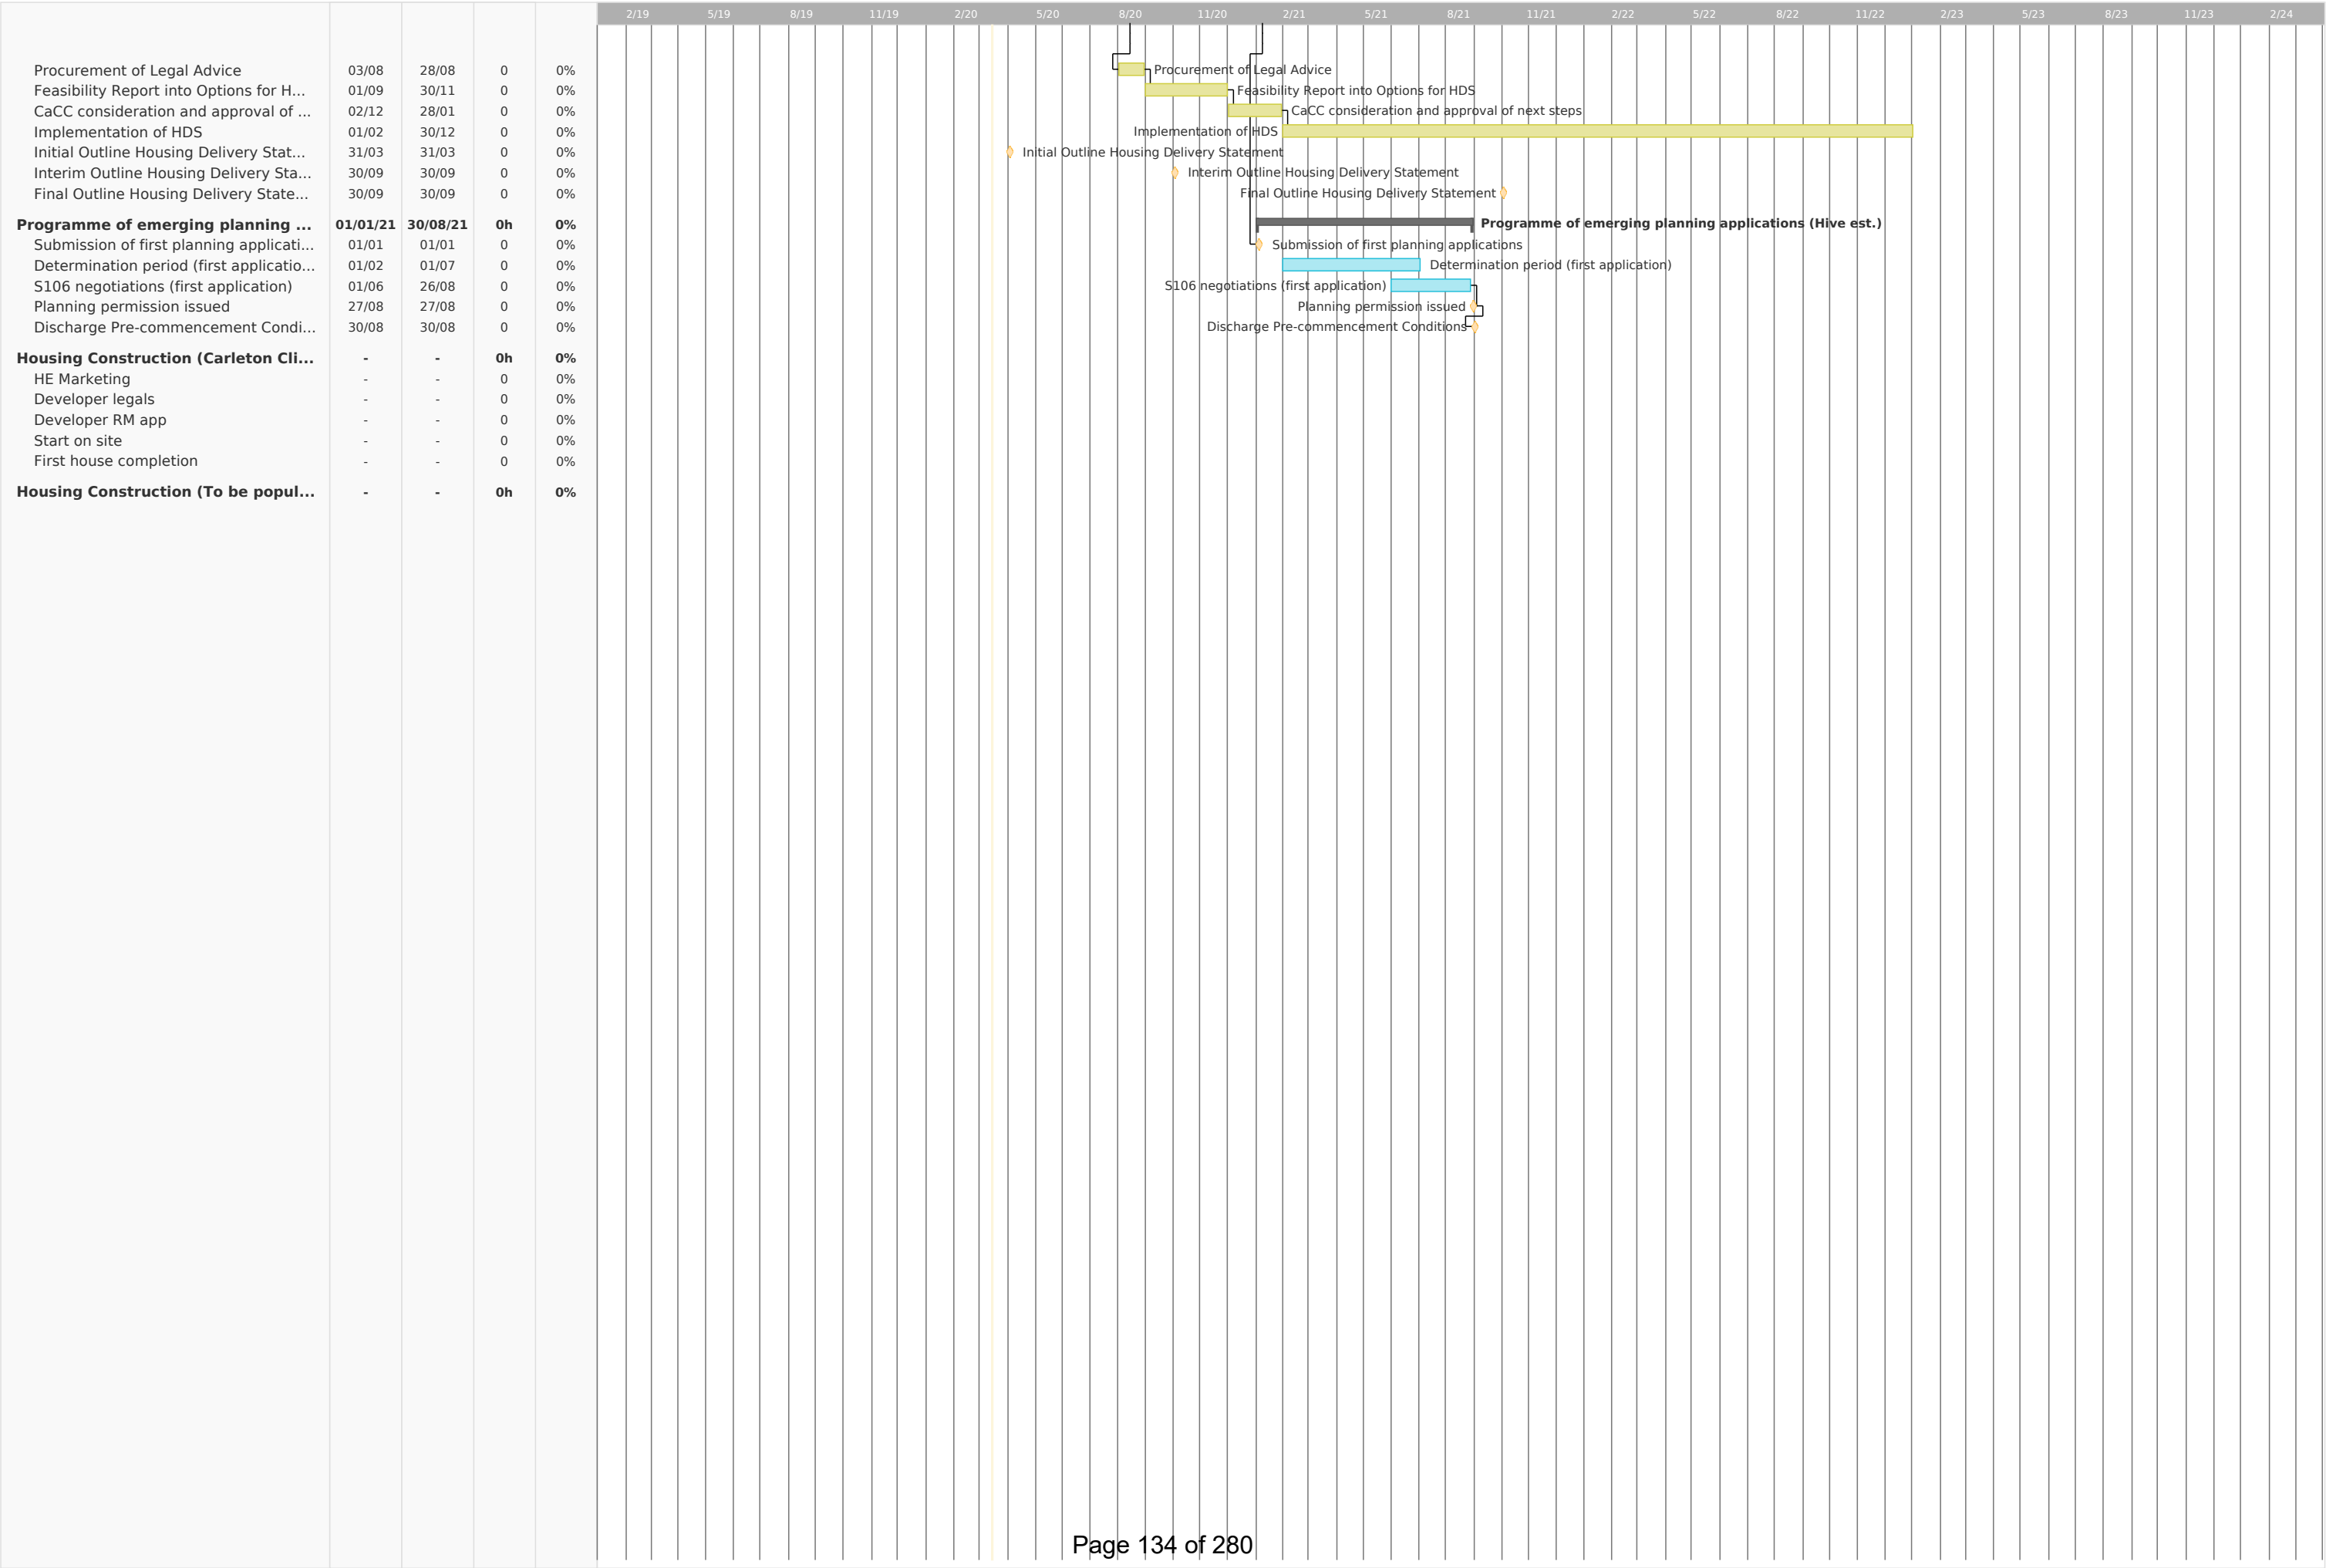 2/19 5/19 8/19 11/19 2/20 5/20 8/20 11/20 2/21 5/21 8/21 11/21 2/22 5/22 8/22 11/22 2/23 5/23 8/23 11/23 2/24
Procurement of Legal Advice 03/08 28/08 0 0% Procurement of Legal Advice
Feasibility Report into Options for H... 01/09 30/11 0 0% Feasibility Report into Options for HDS
CaCC consideration and approval of ... 02/12 28/01 0 0% CaCC consideration and approval of next steps
Implementation of HDS 01/02 30/12 0 0% Implementation of HDS
Initial Outline Housing Delivery Stat... 31/03 31/03 0 0% Initial Outline Housing Delivery Statement
Interim Outline Housing Delivery Sta... 30/09 30/09 0 0% Interim Outline Housing Delivery Statement
Final Outline Housing Delivery State... 30/09 30/09 0 0% Final Outline Housing Delivery Statement
Programme of emerging planning ... 01/01/21 30/08/21 0h 0% Programme of emerging planning applications (Hive est.)
Submission of first planning applicati... 01/01 01/01 0 0% Submission of first planning applications
Determination period (first applicatio... 01/02 01/07 0 0% Determination period (first application)
S106 negotiations (first application) 01/06 26/08 0 0% S106 negotiations (first application)
Planning permission issued 27/08 27/08 0 0% Planning permission issued
Discharge Pre-commencement Condi... 30/08 30/08 0 0% Discharge Pre-commencement Conditions
Housing Construction (Carleton Cli... - - 0h 0%
HE Marketing - - 0 0%
Developer legals - - 0 0%
Developer RM app - - 0 0%
Start on site - - 0 0%
First house completion - - 0 0%
Housing Construction (To be popul... - - 0h 0%
Page 134 of 280